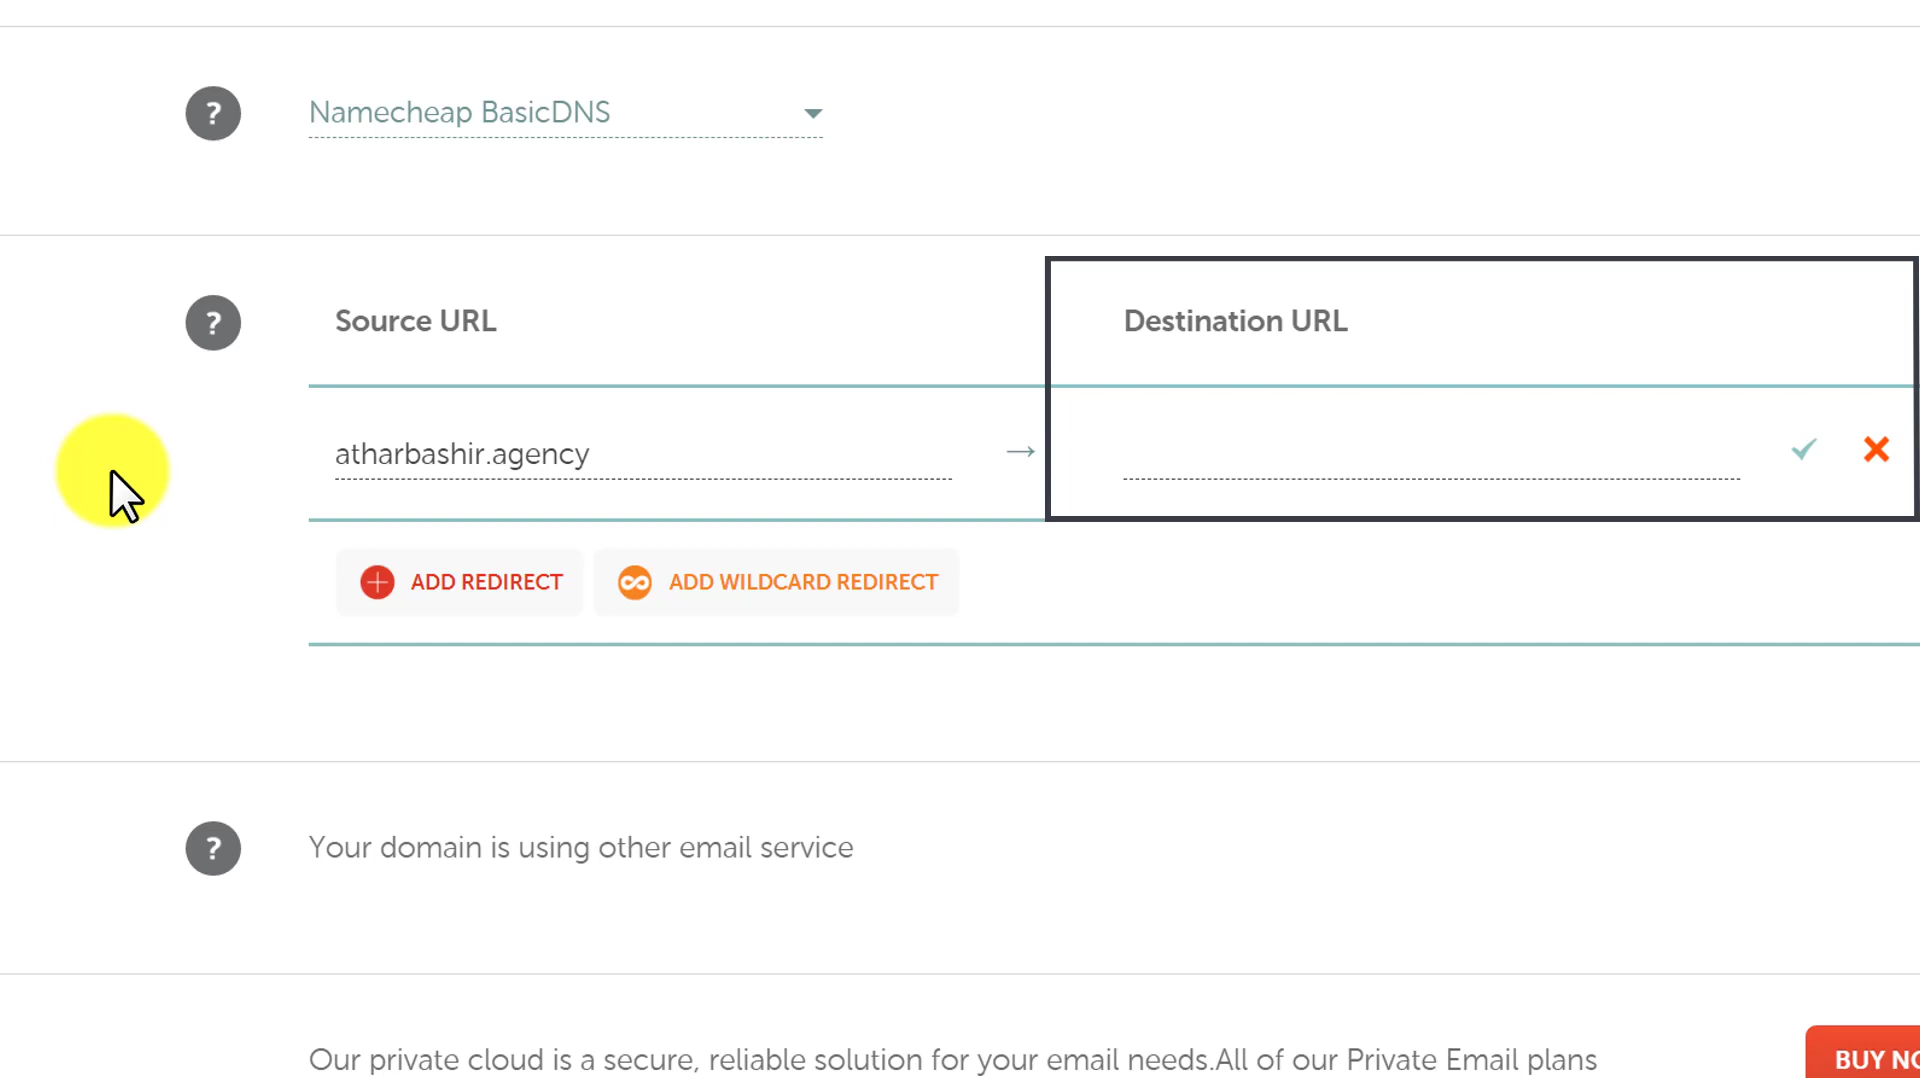 ? Namecheap BasicDNS
? Source URL Destination URL
atharbashir.agency →
ADD REDIRECT ADD WILDCARD REDIRECT
? Your domain is using other email service
Our private cloud is a secure, reliable solution for your email needs.All of our Private Email plans
BUY NO